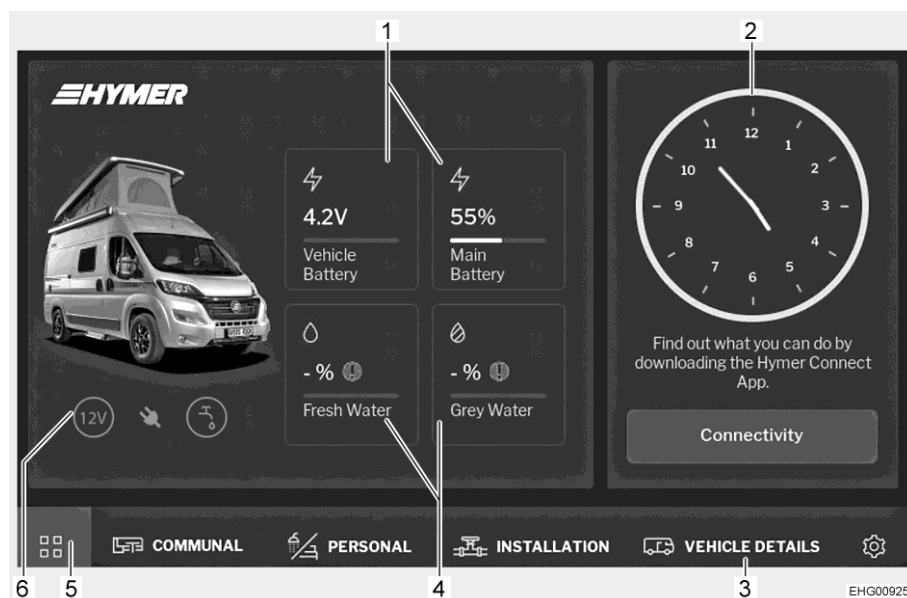 1
2
HYMER
12
11
1
10
2
9
3
8
4
7
5
6
4.2V
55%
Vehicle
Battery
Main
Battery
- %
- %
Fresh Water
Grey Water
12V
Find out what you can do by
downloading the Hymer Connect
App.
Connectivity
COMMUNAL
PERSONAL
INSTALLATION
VEHICLE DETAILS
6
5
4
3
EHG00925